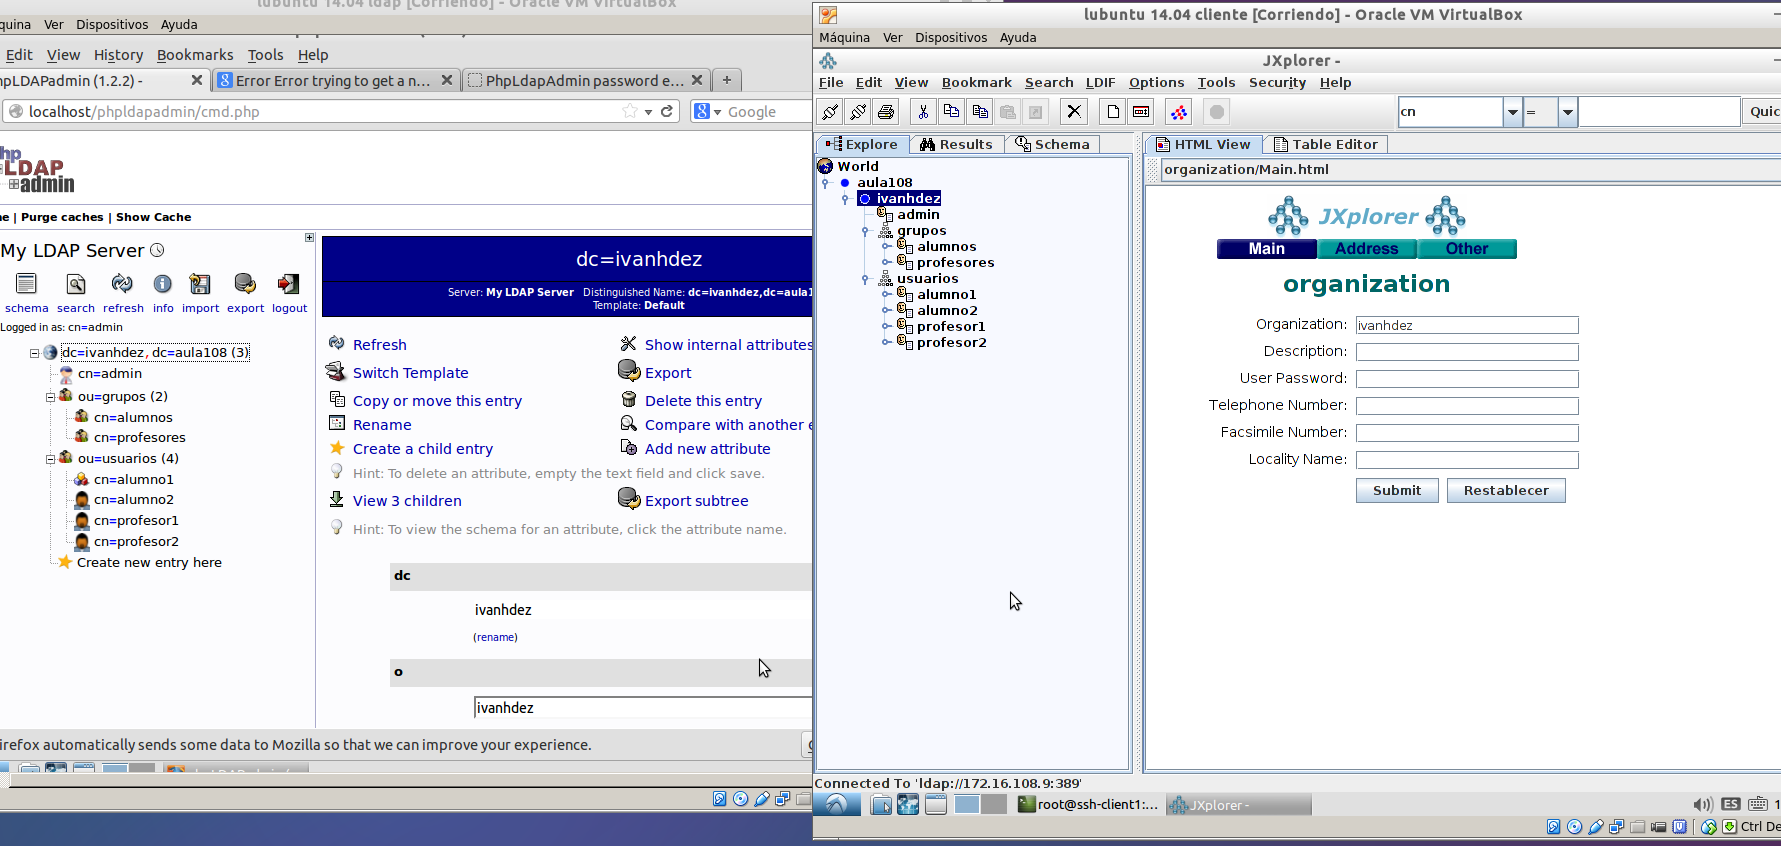 lubuntu 14.04 ldap [Corriendo] - Oracle VM VirtualBox
quina Ver Dispositivos Ayuda
Edit View History Bookmarks Tools Help
pLDAPadmin (1.2.2) -
Error Error trying to get a n...
PhpLdapAdmin password e...
localhost/phpldapadmin/cmd.php
Google
hp
LDAP
admin
e | Purge caches | Show Cache
My LDAP Server
schema search refresh info import export logout
Logged in as: cn=admin
dc=ivanhdez, dc=aula108 (3)
cn=admin
ou=grupos (2)
cn=alumnos
cn=profesores
ou=usuarios (4)
cn=alumno1
cn=alumno2
cn=profesor1
cn=profesor2
Create new entry here
dc=ivanhdez
Server: My LDAP Server Distinguished Name: dc=ivanhdez,dc=aula1
Template: Default
Refresh
Show internal attributes
Switch Template
Export
Copy or move this entry
Delete this entry
Rename
Compare with another e
Create a child entry
Add new attribute
Hint: To delete an attribute, empty the text field and click save.
View 3 children
Export subtree
Hint: To view the schema for an attribute, click the attribute name.
dc
ivanhdez
(rename)
o
ivanhdez
irefox automatically sends some data to Mozilla so that we can improve your experience.
lubuntu 14.04 cliente [Corriendo] - Oracle VM VirtualBox
Máquina Ver Dispositivos Ayuda
JXplorer -
File Edit View Bookmark Search LDIF Options Tools Security Help
cn
=
Quic
Explore Results Schema
World
aula108
ivanhdez
admin
grupos
alumnos
profesores
usuarios
alumno1
alumno2
profesor1
profesor2
HTML View Table Editor
organization/Main.html
JXplorer
Main Address Other
organization
Organization: ivanhdez
Description:
User Password:
Telephone Number:
Facsimile Number:
Locality Name:
Submit Restablecer
Connected To 'ldap://172.16.108.9:389'
root@ssh-client1:...
JXplorer -
ES
1
Ctrl De